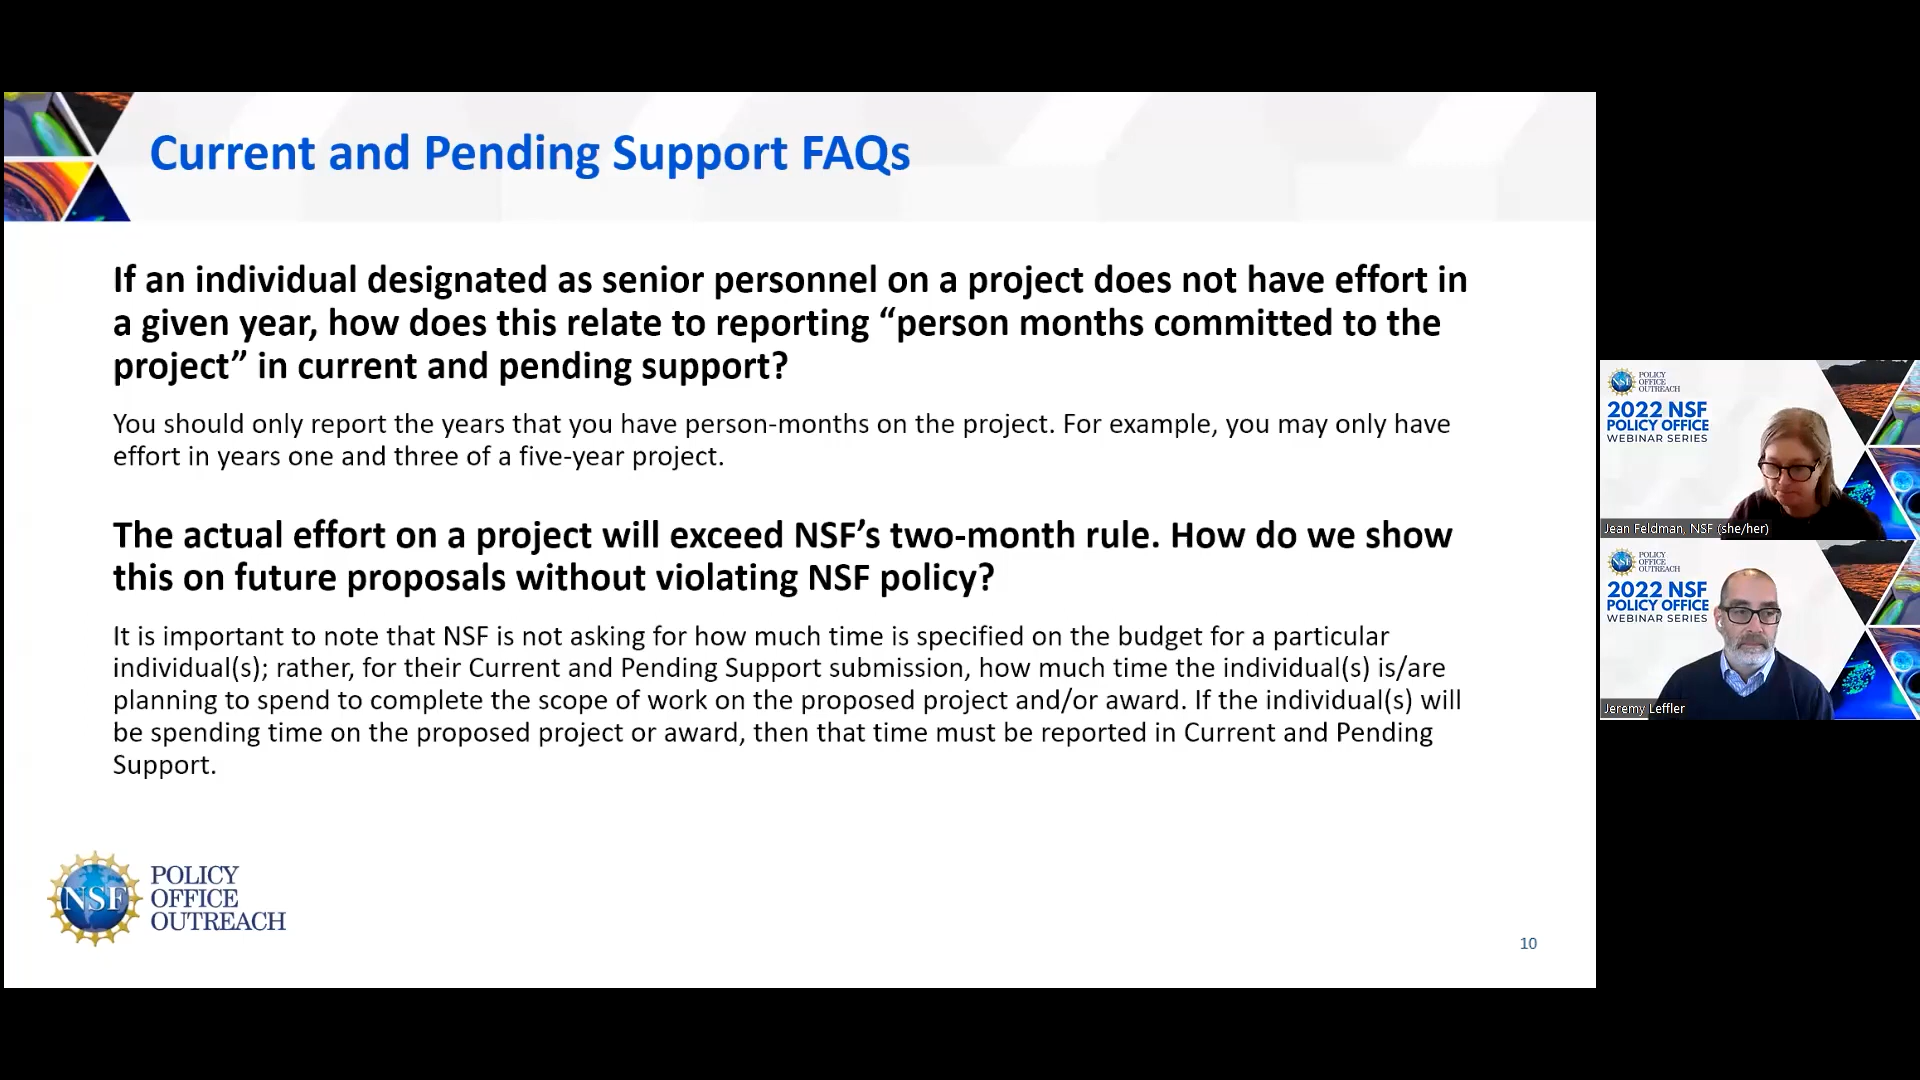 Current and Pending Support FAQs
If an individual designated as senior personnel on a project does not have effort in
a given year, how does this relate to reporting “person months committed to the
project” in current and pending support?
You should only report the years that you have person-months on the project. For example, you may only have
effort in years one and three of a five-year project.
The actual effort on a project will exceed NSF’s two-month rule. How do we show
this on future proposals without violating NSF policy?
It is important to note that NSF is not asking for how much time is specified on the budget for a particular
individual(s); rather, for their Current and Pending Support submission, how much time the individual(s) is/are
planning to spend to complete the scope of work on the proposed project and/or award. If the individual(s) will
be spending time on the proposed project or award, then that time must be reported in Current and Pending
Support.
NSF
POLICY
OFFICE
OUTREACH
10
NSF
POLICY
OFFICE
OUTREACH
2022 NSF
POLICY OFFICE
WEBINAR SERIES
Jean Feldman, NSF (she/her)
NSF
POLICY
OFFICE
OUTREACH
2022 NSF
POLICY OFFICE
WEBINAR SERIES
Jeremy Leffler